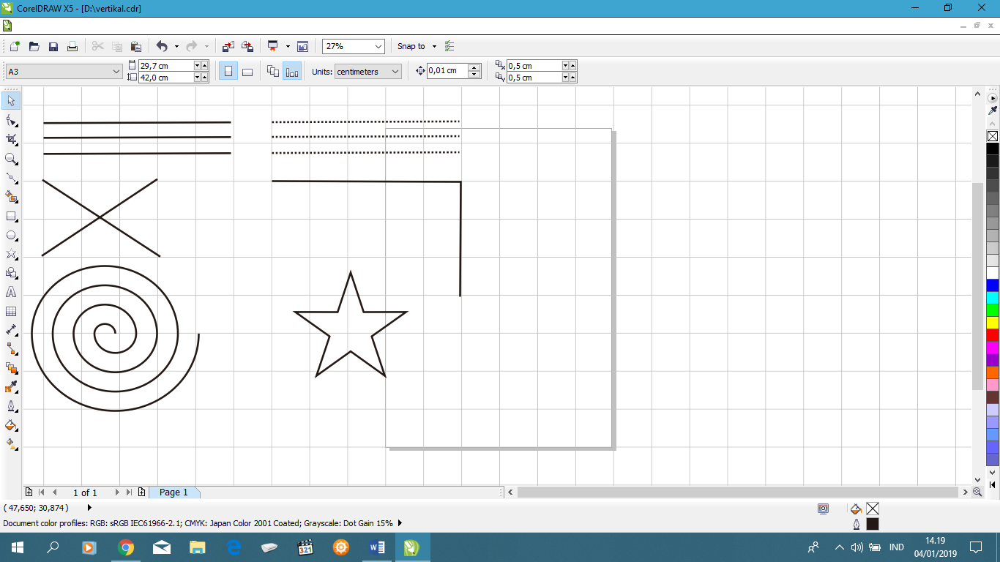 CorelDRAW X5 - [D:\vertikal.cdr]
27%
Snap to
A3
29,7 cm
42,0 cm
Units:
centimeters
0,01 cm
0,5 cm
0,5 cm
1 of 1
Page 1
( 47,650; 30,874 )
Document color profiles: RGB: sRGB IEC61966-2.1; CMYK: Japan Color 2001 Coated; Grayscale: Dot Gain 15%
321
IND
14.19
04/01/2019